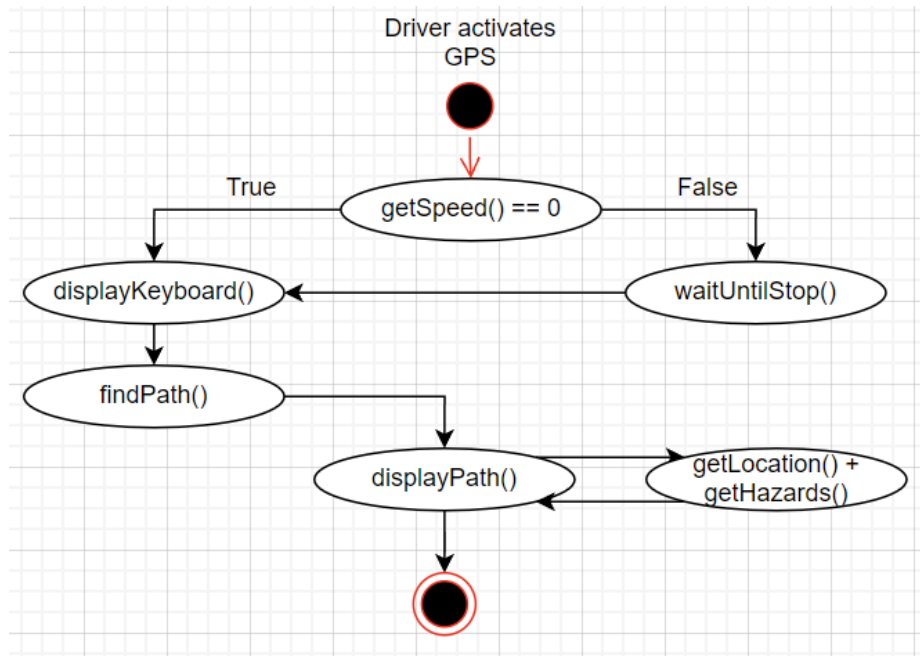 Driver activates
GPS
True
getSpeed() == 0
False
displayKeyboard()
waitUntilStop()
findPath()
displayPath()
getLocation() +
getHazards()